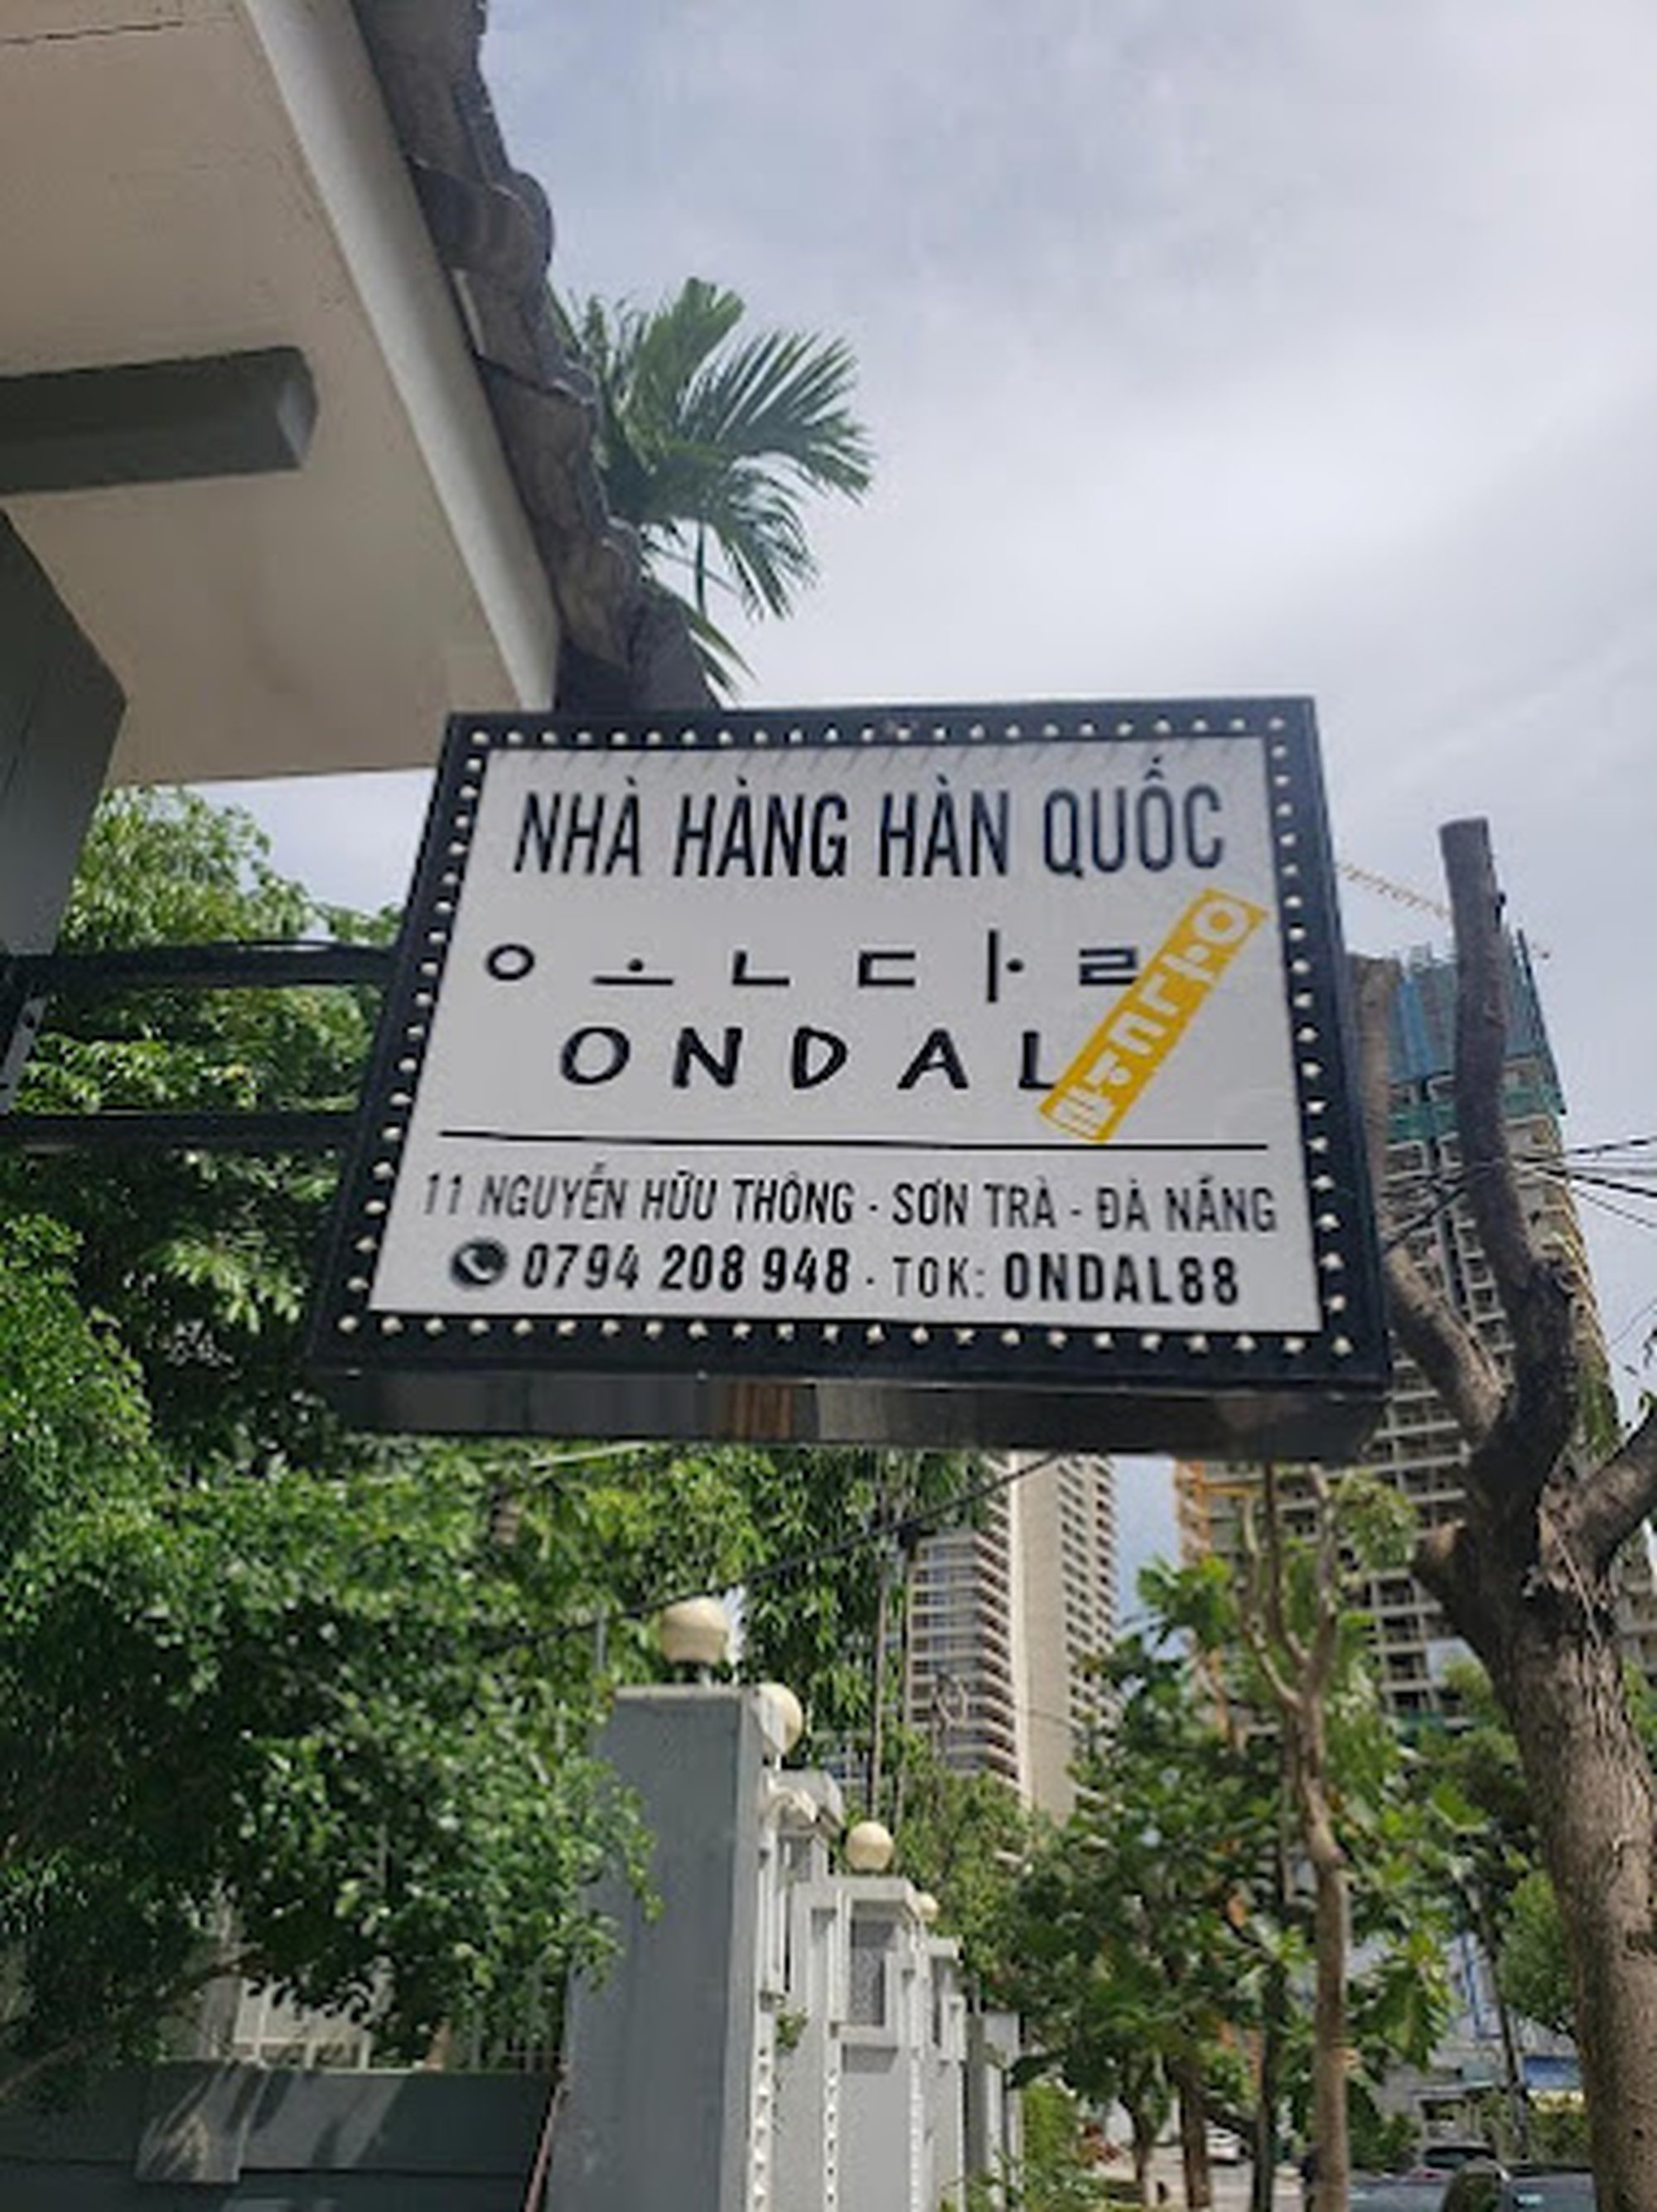 NHÀ HÀNG HÀN QUỐC
ㅇㅗㄴㄷㅏㄹ
ONDAL
11 NGUYỄN HỮU THÔNG - SƠN TRÀ - ĐÀ NẴNG
0794 208 948 - TOK: ONDAL88